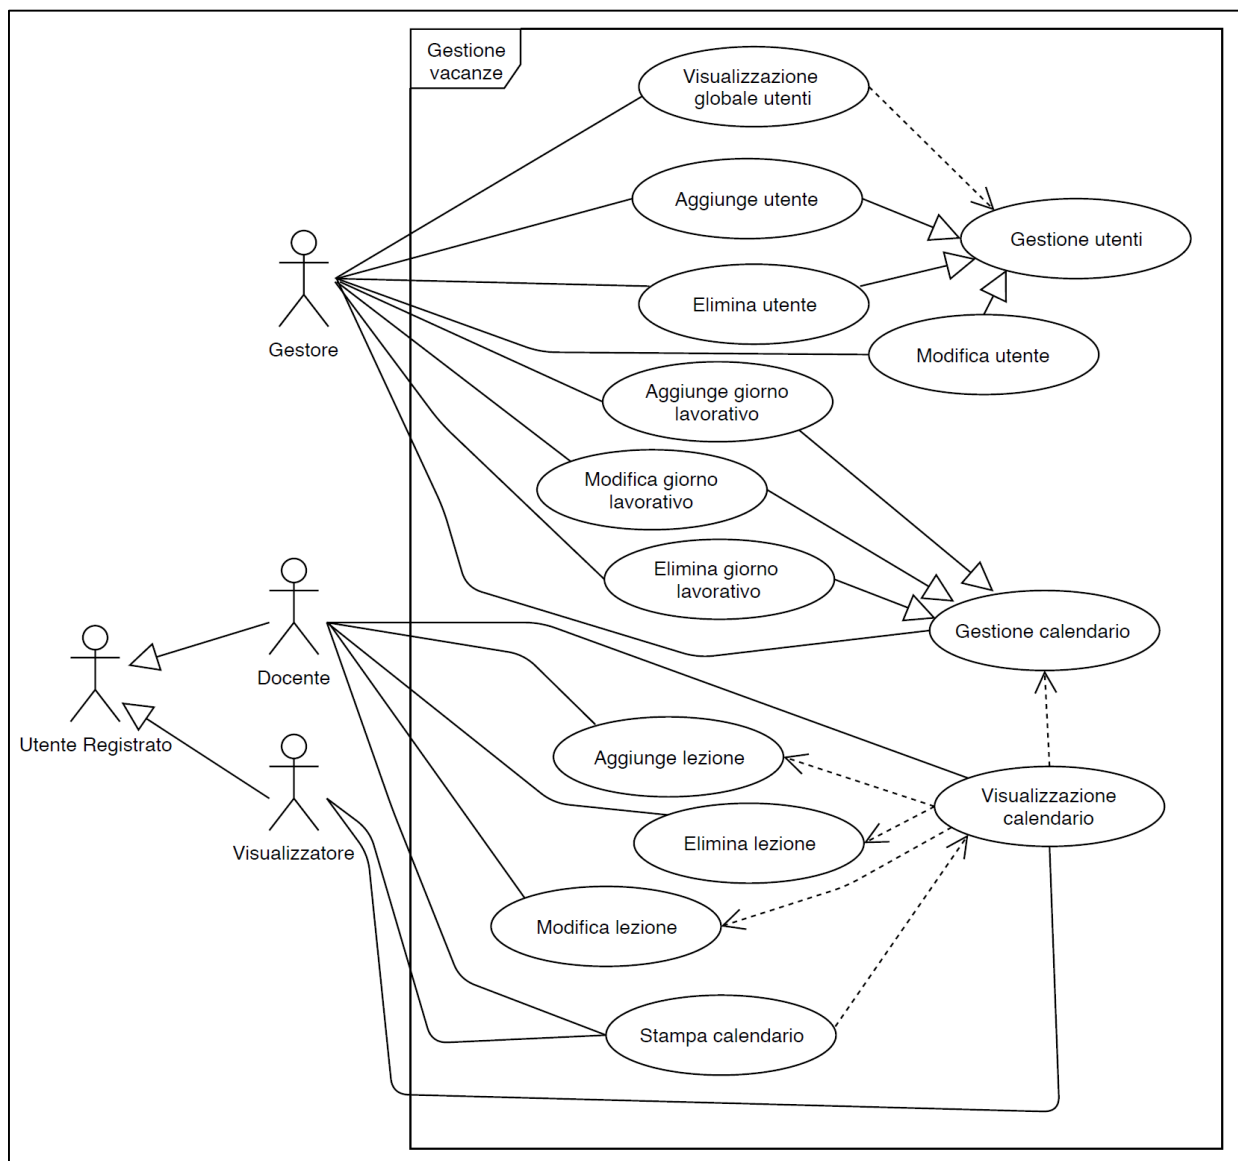 Gestione
vacanze
Visualizzazione
globale utenti
Aggiunge utente
Gestione utenti
Elimina utente
Gestore
Modifica utente
Aggiunge giorno
lavorativo
Modifica giorno
lavorativo
Elimina giorno
lavorativo
Gestione calendario
Docente
Utente Registrato
Aggiunge lezione
Visualizzazione
calendario
Elimina lezione
Visualizzatore
Modifica lezione
Stampa calendario